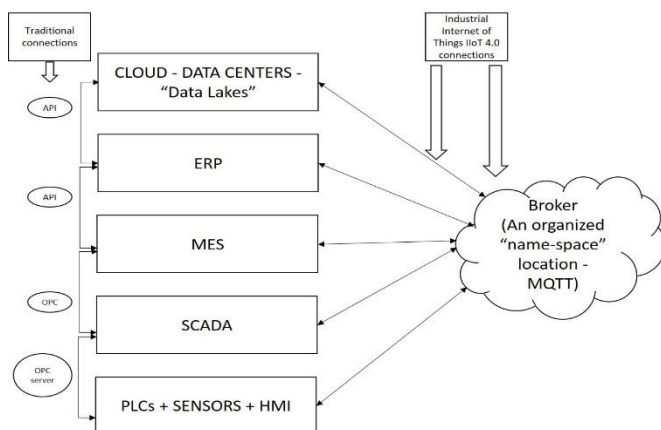 Traditional
connections
Industrial
Internet of
Things IIoT 4.0
connections
CLOUD - DATA CENTERS -
“Data Lakes”
API
ERP
API
MES
Broker
(An organized
“name-space”
location -
MQTT)
OPC
SCADA
OPC
server
PLCs + SENSORS + HMI